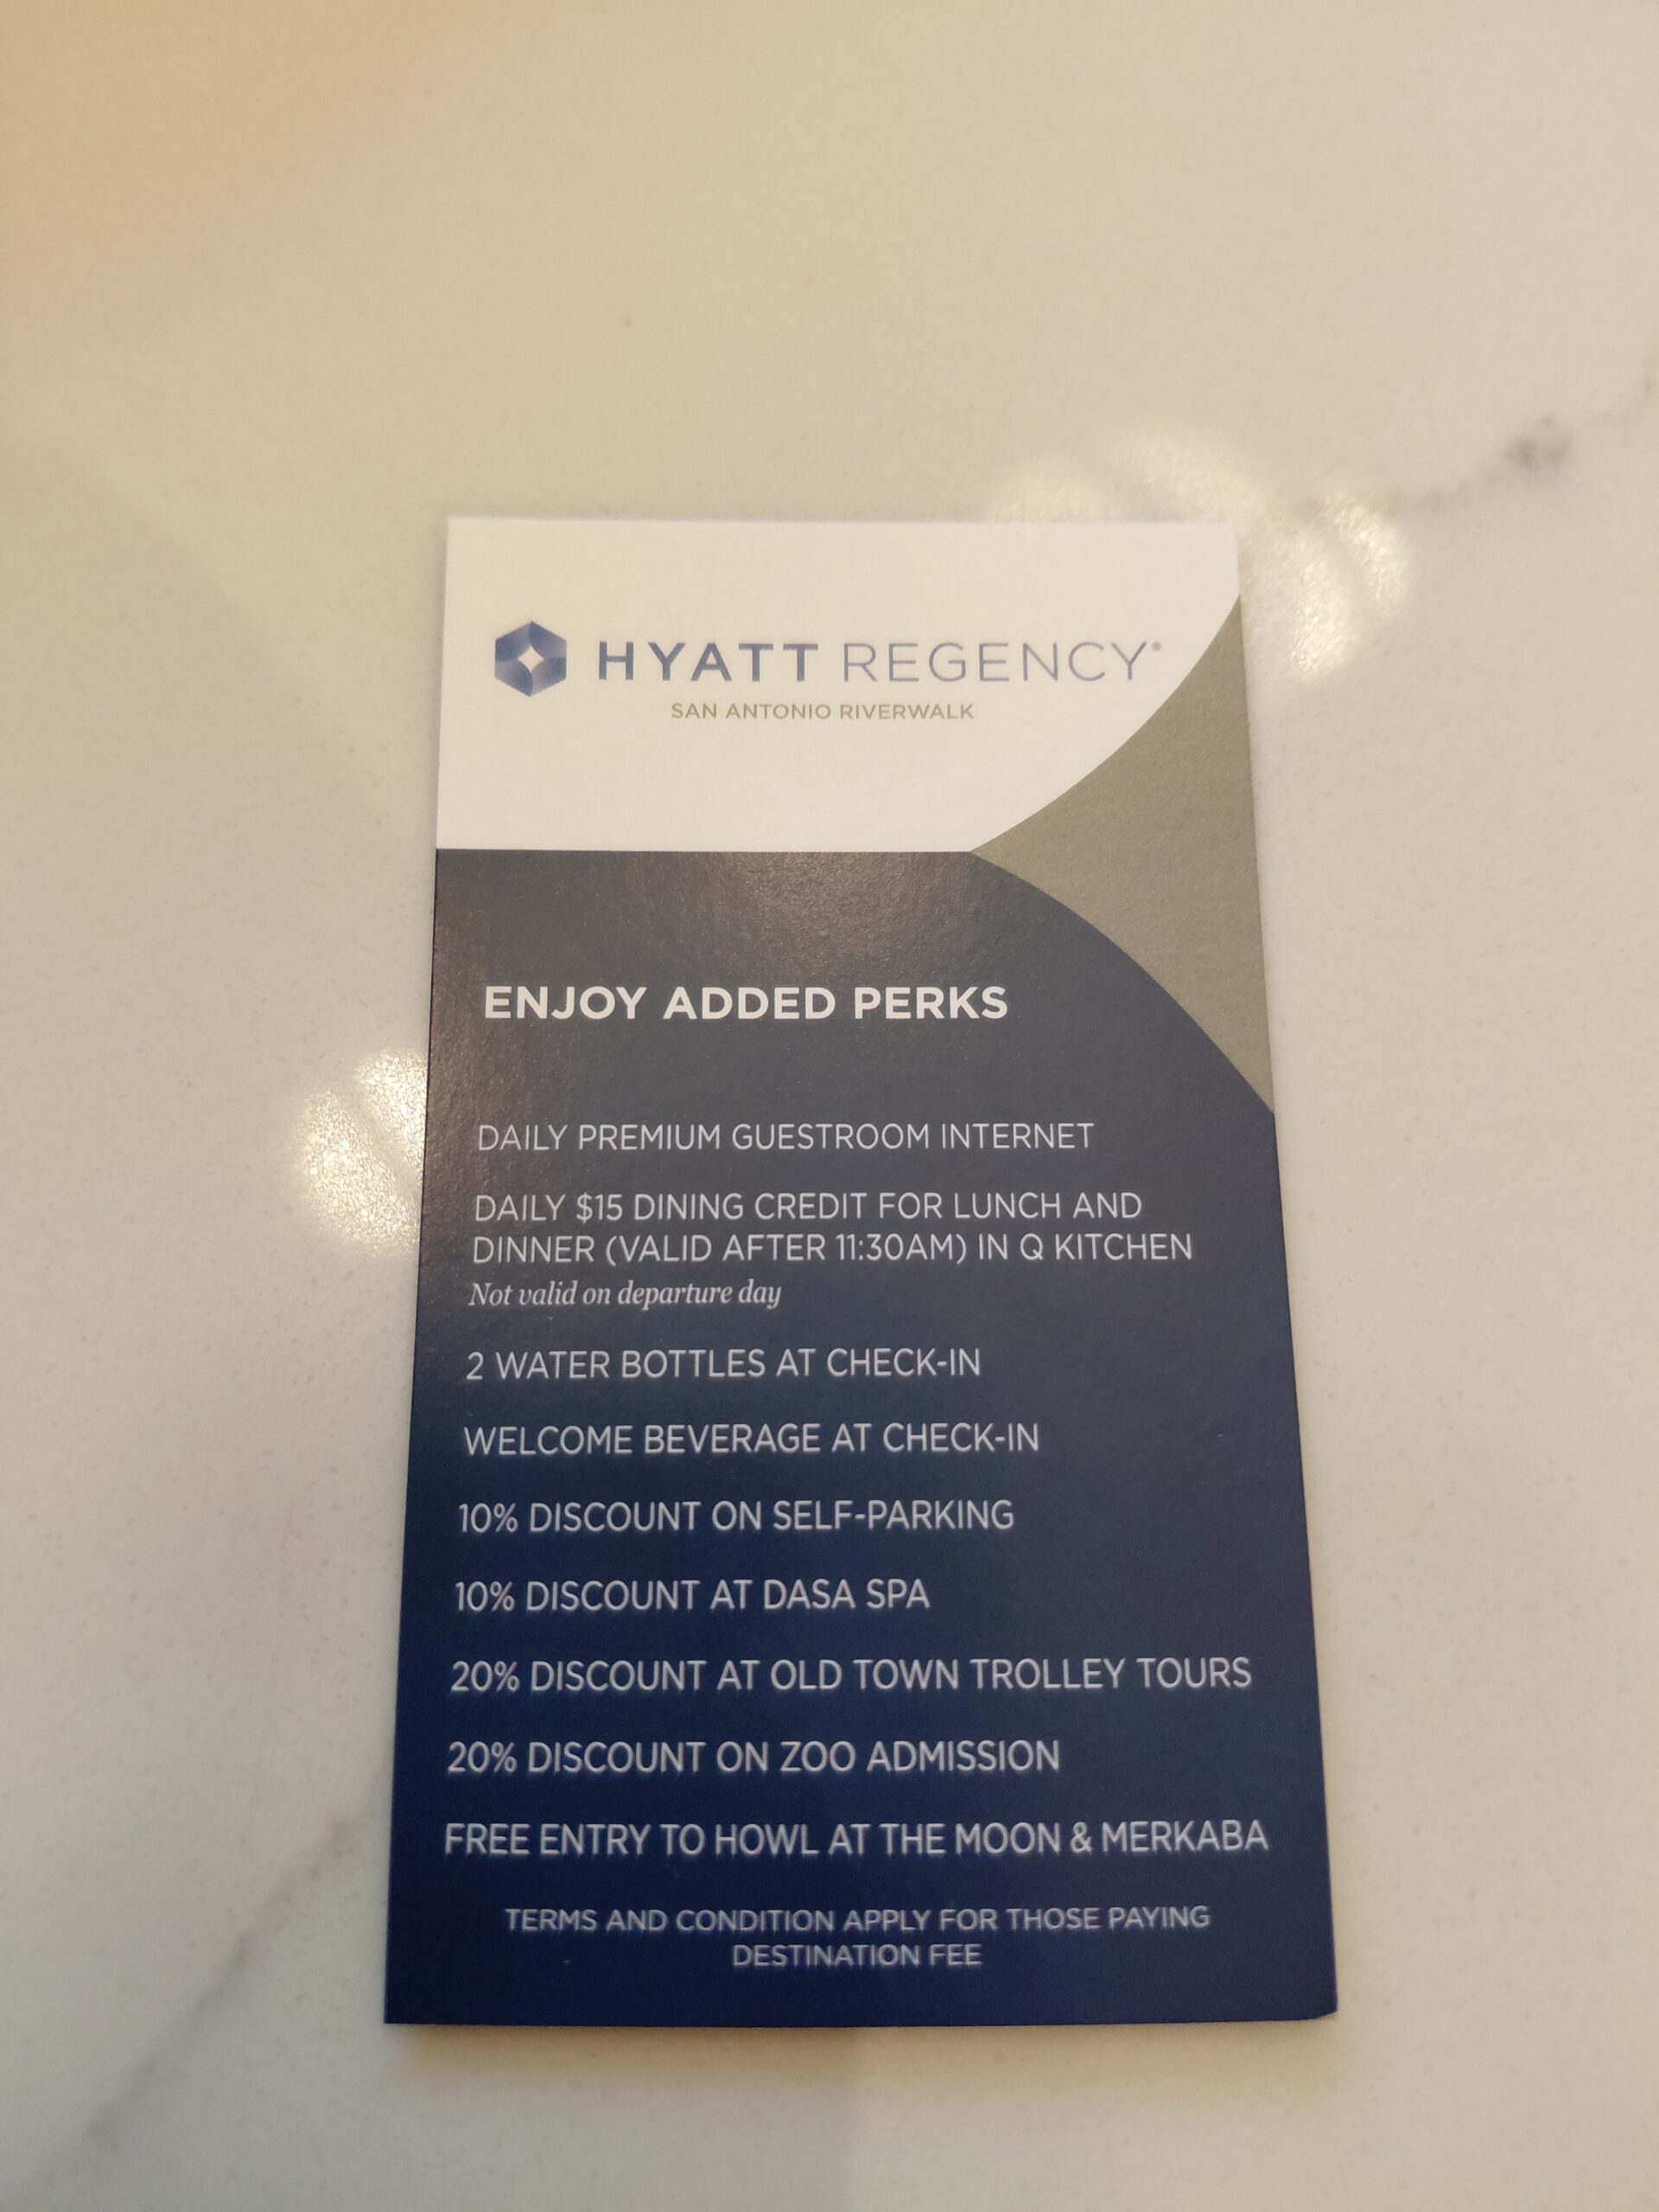 HYATT REGENCY®
SAN ANTONIO RIVERWALK
ENJOY ADDED PERKS
DAILY PREMIUM GUESTROOM INTERNET
DAILY $15 DINING CREDIT FOR LUNCH AND
DINNER (VALID AFTER 11:30AM) IN Q KITCHEN
Not valid on departure day
2 WATER BOTTLES AT CHECK-IN
WELCOME BEVERAGE AT CHECK-IN
10% DISCOUNT ON SELF-PARKING
10% DISCOUNT AT DASA SPA
20% DISCOUNT AT OLD TOWN TROLLEY TOURS
20% DISCOUNT ON ZOO ADMISSION
FREE ENTRY TO HOWL AT THE MOON & MERKABA
TERMS AND CONDITION APPLY FOR THOSE PAYING
DESTINATION FEE